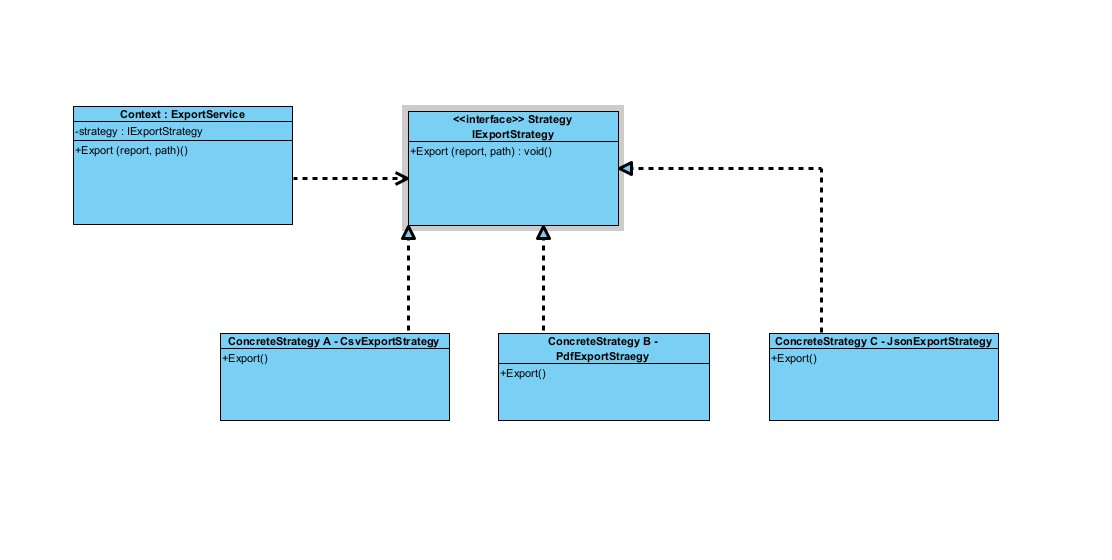 Context : ExportService
-strategy : IExportStrategy
+Export (report, path)()
<<interface>> Strategy
IExportStrategy
+Export (report, path) : void()
ConcreteStrategy A - CsvExportStrategy
+Export()
ConcreteStrategy B -
PdfExportStraegy
+Export()
ConcreteStrategy C - JsonExportStrategy
+Export()